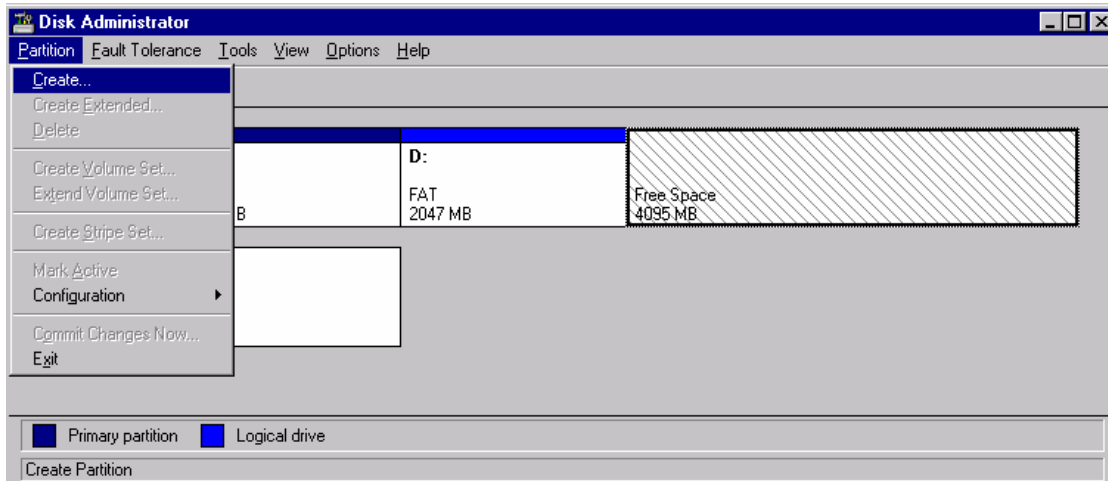 Disk Administrator
Partition Fault Tolerance Tools View Options Help
Create...
Create Extended...
Delete
Create Volume Set...
Extend Volume Set...
Create Stripe Set...
Mark Active
Configuration
Commit Changes Now...
Exit
B
D:
FAT
2047 MB
Free Space
4095 MB
Primary partition Logical drive
Create Partition